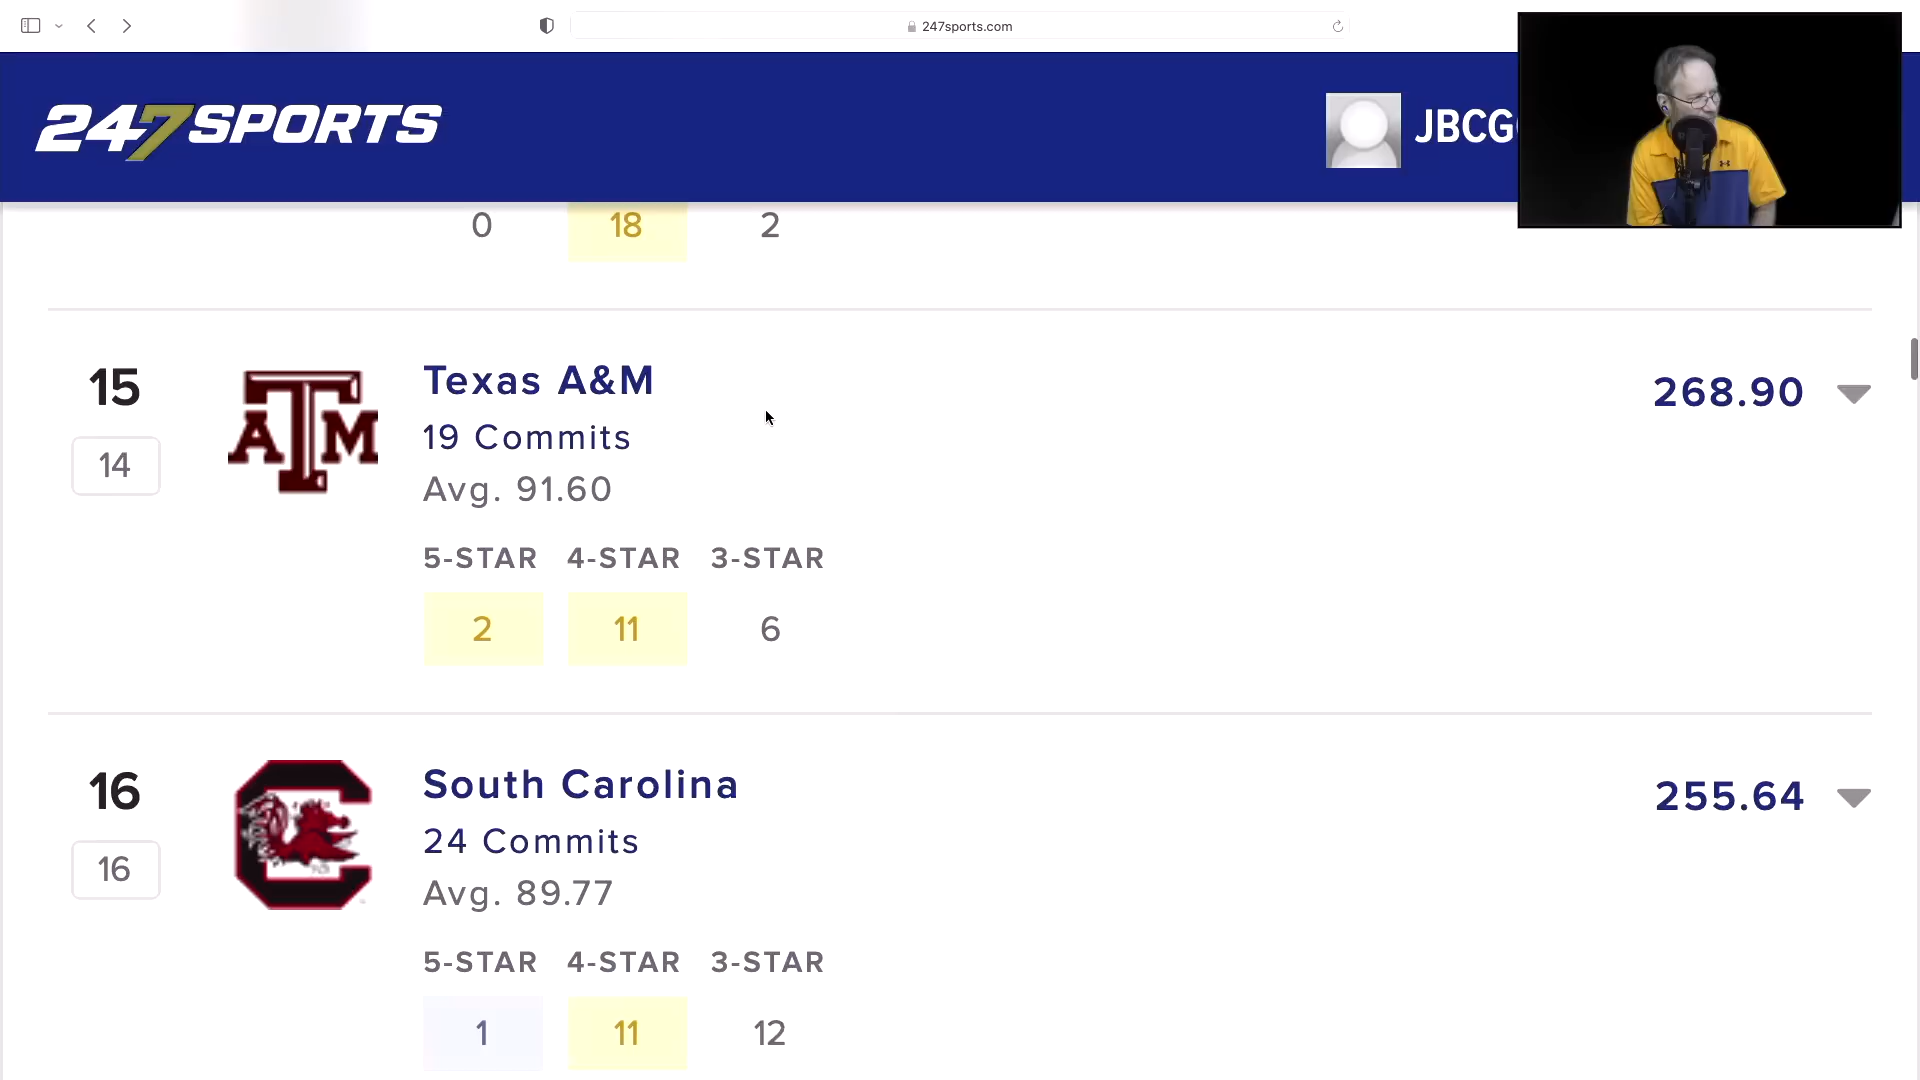 247sports.com
247SPORTS
JBCG
0 18 2
15
14
Texas A&M
19 Commits
Avg. 91.60
268.90
5-STAR 4-STAR 3-STAR
2 11 6
16
16
South Carolina
24 Commits
Avg. 89.77
255.64
5-STAR 4-STAR 3-STAR
1 11 12